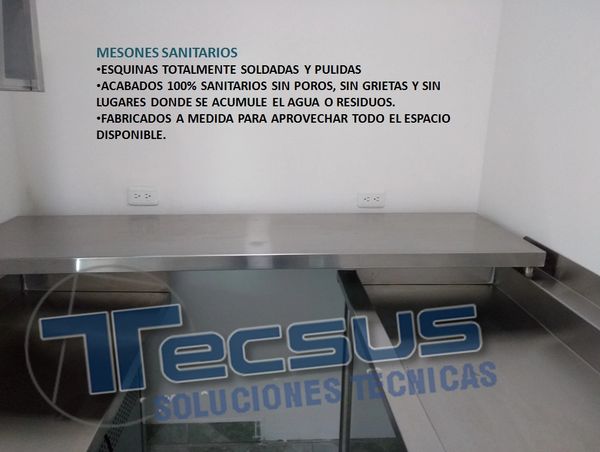 MESONES SANITARIOS
•ESQUINAS TOTALMENTE SOLDADAS Y PULIDAS
•ACABADOS 100% SANITARIOS SIN POROS, SIN GRIETAS Y SIN
LUGARES DONDE SE ACUMULE EL AGUA O RESIDUOS.
•FABRICADOS A MEDIDA PARA APROVECHAR TODO EL ESPACIO
DISPONIBLE.
TECSUS
SOLUCIONES TECNICAS